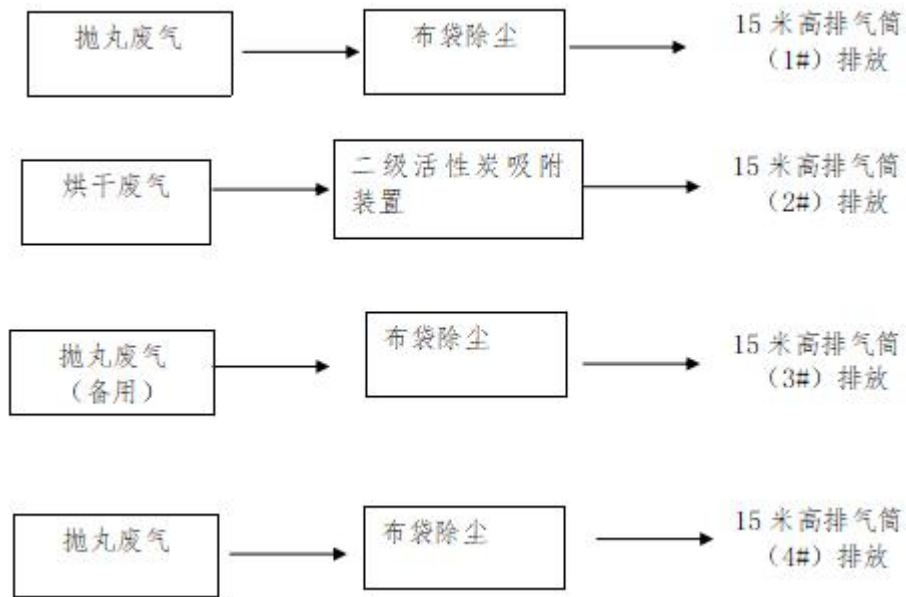 抛丸废气
布袋除尘
15 米高排气筒
（1#）排放
烘干废气
二级活性炭吸附
装置
15 米高排气筒
（2#）排放
抛丸废气
（备用）
布袋除尘
15 米高排气筒
（3#）排放
抛丸废气
布袋除尘
15 米高排气筒
（4#）排放